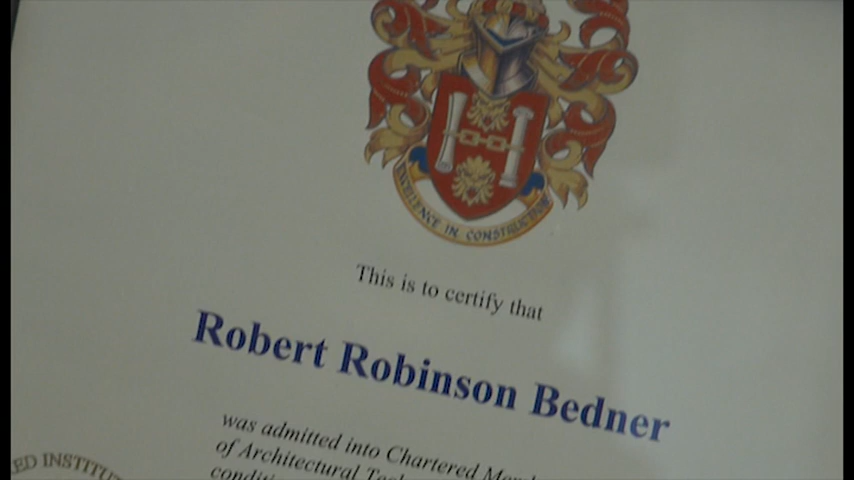 EXCELLENCE IN CONSTRUCTION
This is to certify that
Robert Robinson Bedner
was admitted into Chartered
of Architectural
ED INSTITU